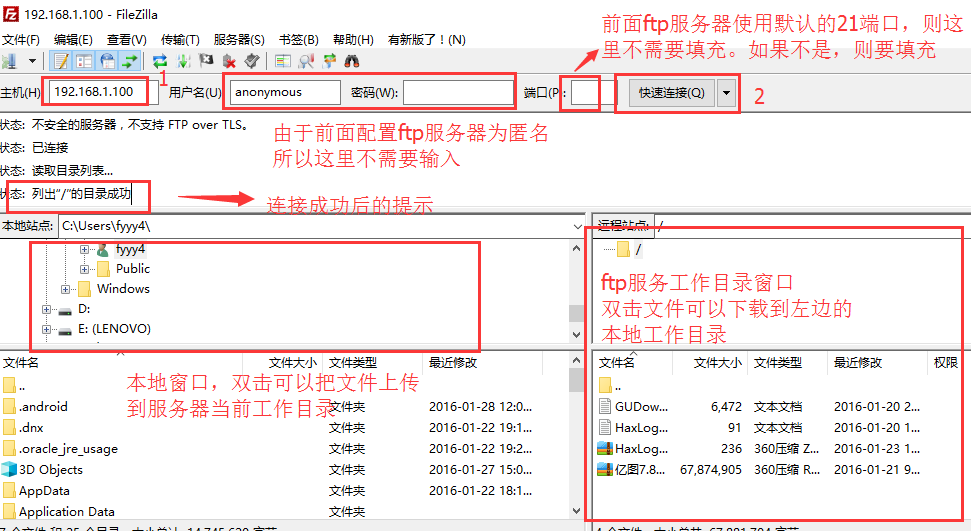 192.168.1.100 - FileZilla
文件(F) 编辑(E) 查看(V) 传输(T) 服务器(S) 书签(B) 帮助(H) 有新版了！(N)
前面ftp服务器使用默认的21端口，则这
里不需要填充。如果不是，则要填充
主机(H) 192.168.1.100 1 用户名(U) anonymous 密码(W): 端口(P): 快速连接(Q) 2
状态: 不安全的服务器，不支持 FTP over TLS。
状态: 已连接
状态: 读取目录列表...
状态: 列出"/"的目录成功
由于前面配置ftp服务器为匿名
所以这里不需要输入
连接成功后的提示
本地站点: C:\Users\fyyy4\
fyyy4
Public
Windows
D:
E: (LENOVO)
远程站点: /
/
ftp服务工作目录窗口
双击文件可以下载到左边的
本地工作目录
文件名 文件大小 文件类型 最近修改
本地窗口，双击可以把文件上传
到服务器当前工作目录
..
.android 文件夹 2016-01-28 12:0...
.dnx 文件夹 2016-01-22 19:1...
.oracle_jre_usage 文件夹 2016-01-22 19:2...
3D Objects 文件夹 2016-01-27 15:0...
AppData 文件夹 2016-01-22 18:1...
Application Data 文件夹
文件名 文件大小 文件类型 最近修改 权限
..
GUDow... 6,472 文本文档 2016-01-20 2...
HaxLog... 91 文本文档 2016-01-20 1...
HaxLog... 236 360压缩 Z... 2016-01-23 1...
亿图7.8... 67,874,905 360压缩 R... 2016-01-21 9...